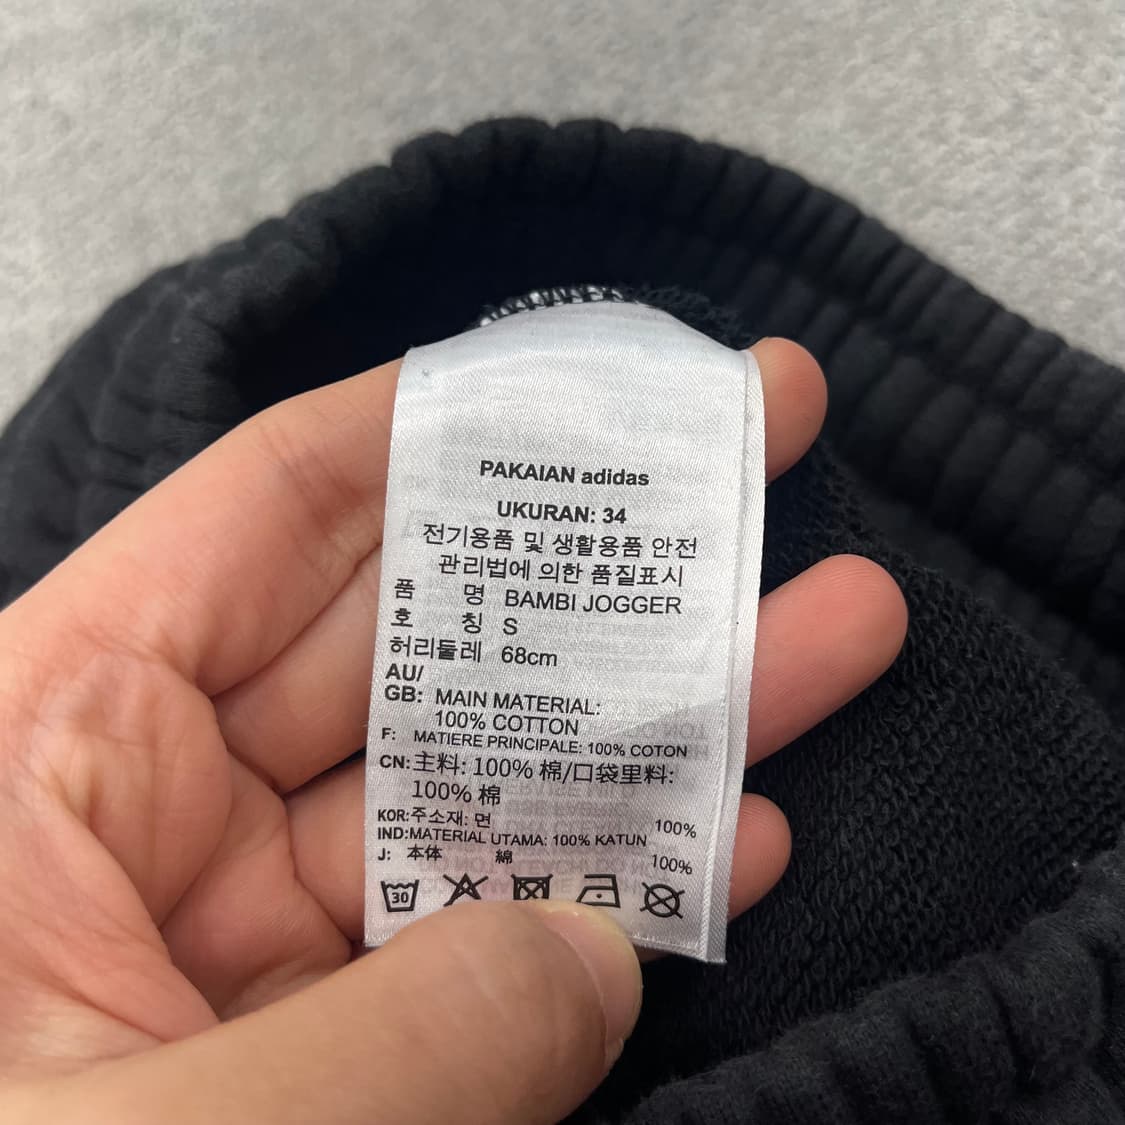 PAKAIAN adidas
UKURAN: 34
전기용품 및 생활용품 안전
관리법에 의한 품질표시
품 명 BAMBI JOGGER
호 칭 S
허리둘레 68cm
AU/
GB: MAIN MATERIAL:
100% COTTON
F: MATIERE PRINCIPALE: 100% COTON
CN:主料: 100% 棉/口袋里料:
100% 棉
KOR:주소재: 면 100%
IND:MATERIAL UTAMA: 100% KATUN
J: 本体 綿 100%
30